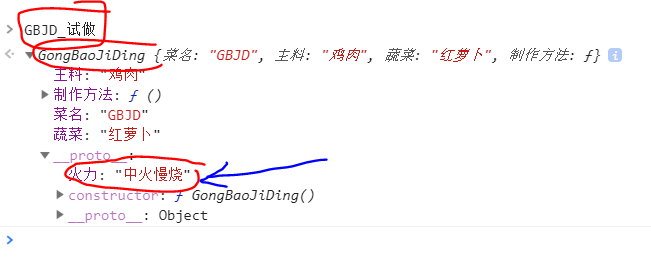 GBJD_试做
GongBaoJiDing {菜名: "GBJD", 主料: "鸡肉", 蔬菜: "红萝卜", 制作方法: ƒ}
主料: "鸡肉"
制作方法: ƒ ()
菜名: "GBJD"
蔬菜: "红萝卜"
__proto__:
火力: "中火慢烧"
constructor: ƒ GongBaoJiDing()
__proto__: Object